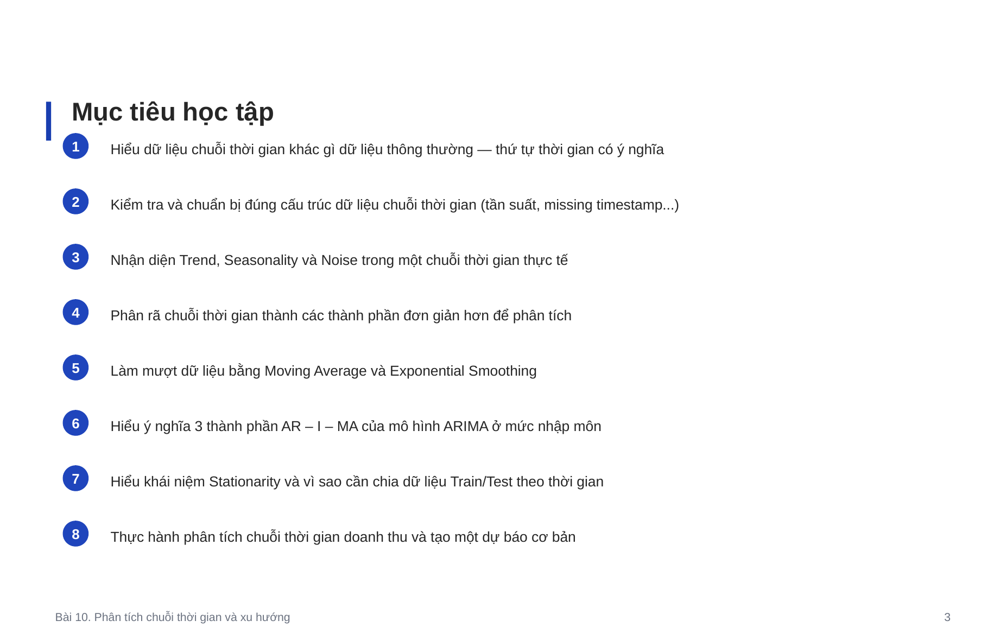 Mục tiêu học tập
1 Hiểu dữ liệu chuỗi thời gian khác gì dữ liệu thông thường — thứ tự thời gian có ý nghĩa
2 Kiểm tra và chuẩn bị đúng cấu trúc dữ liệu chuỗi thời gian (tần suất, missing timestamp...)
3 Nhận diện Trend, Seasonality và Noise trong một chuỗi thời gian thực tế
4 Phân rã chuỗi thời gian thành các thành phần đơn giản hơn để phân tích
5 Làm mượt dữ liệu bằng Moving Average và Exponential Smoothing
6 Hiểu ý nghĩa 3 thành phần AR – I – MA của mô hình ARIMA ở mức nhập môn
7 Hiểu khái niệm Stationarity và vì sao cần chia dữ liệu Train/Test theo thời gian
8 Thực hành phân tích chuỗi thời gian doanh thu và tạo một dự báo cơ bản
Bài 10. Phân tích chuỗi thời gian và xu hướng
3